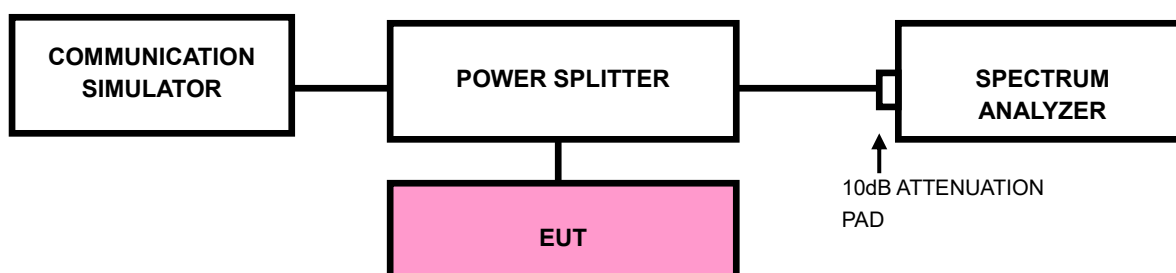 COMMUNICATION
SIMULATOR
POWER SPLITTER
SPECTRUM
ANALYZER
10dB ATTENUATION
PAD
EUT